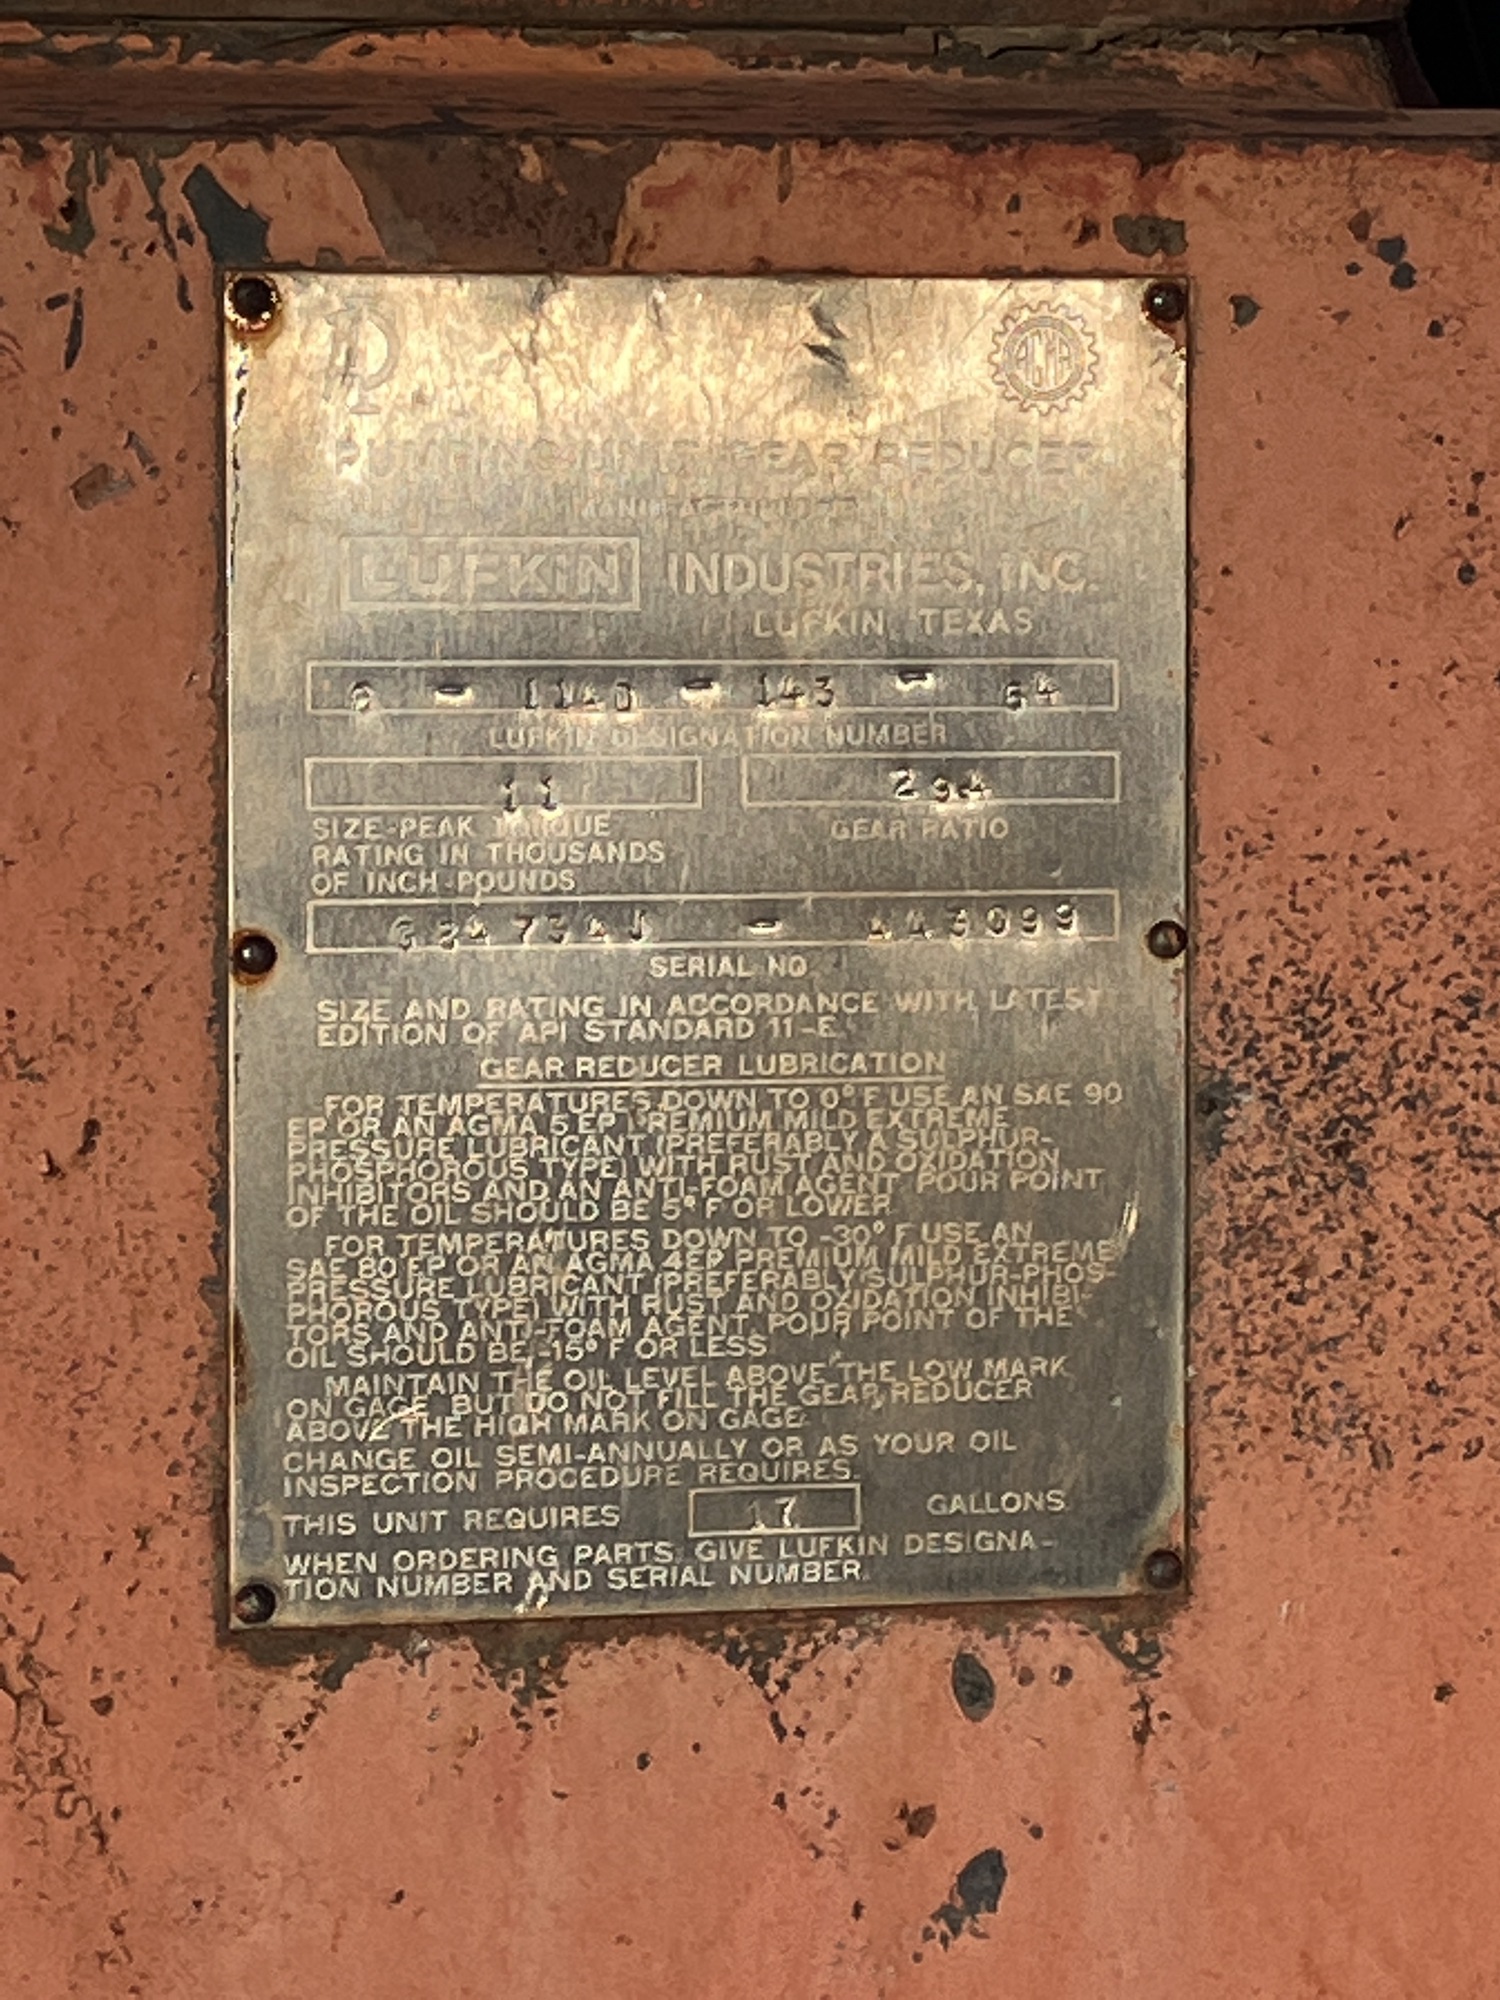 API
AGMA
PUMPING UNIT GEAR REDUCER
MANUFACTURED BY
LUFKIN INDUSTRIES, INC.
LUFKIN, TEXAS
- 114D - 143 - 64
LUFKIN DESIGNATION NUMBER
294
SIZE-PEAK TORQUE
RATING IN THOUSANDS
OF INCH-POUNDS
GEAR RATIO
- 443099
SERIAL NO.
SIZE AND RATING IN ACCORDANCE WITH LATEST
EDITION OF API STANDARD 11-E.
GEAR REDUCER LUBRICATION
FOR TEMPERATURES DOWN TO 0° F USE AN SAE 90
EP OR AN AGMA 5 EP PREMIUM MILD EXTREME
PRESSURE LUBRICANT (PREFERABLY A SULPHUR-
PHOSPHOROUS TYPE) WITH RUST AND OXIDATION
INHIBITORS AND AN ANTI-FOAM AGENT. POUR POINT
OF THE OIL SHOULD BE 5° F OR LOWER.
FOR TEMPERATURES DOWN TO -30° F USE AN
SAE 80 EP OR AN AGMA 4EP PREMIUM MILD EXTREME
PRESSURE LUBRICANT (PREFERABLY SULPHUR-PHOS-
PHOROUS TYPE) WITH RUST AND OXIDATION INHIBI-
TORS AND ANTI-FOAM AGENT. POUR POINT OF THE
OIL SHOULD BE -15° F OR LESS.
MAINTAIN THE OIL LEVEL ABOVE THE LOW MARK
ON GAGE, BUT DO NOT FILL THE GEAR REDUCER
ABOVE THE HIGH MARK ON GAGE.
CHANGE OIL SEMI-ANNUALLY OR AS YOUR OIL
INSPECTION PROCEDURE REQUIRES.
THIS UNIT REQUIRES 17 GALLONS.
WHEN ORDERING PARTS, GIVE LUFKIN DESIGNA-
TION NUMBER AND SERIAL NUMBER.